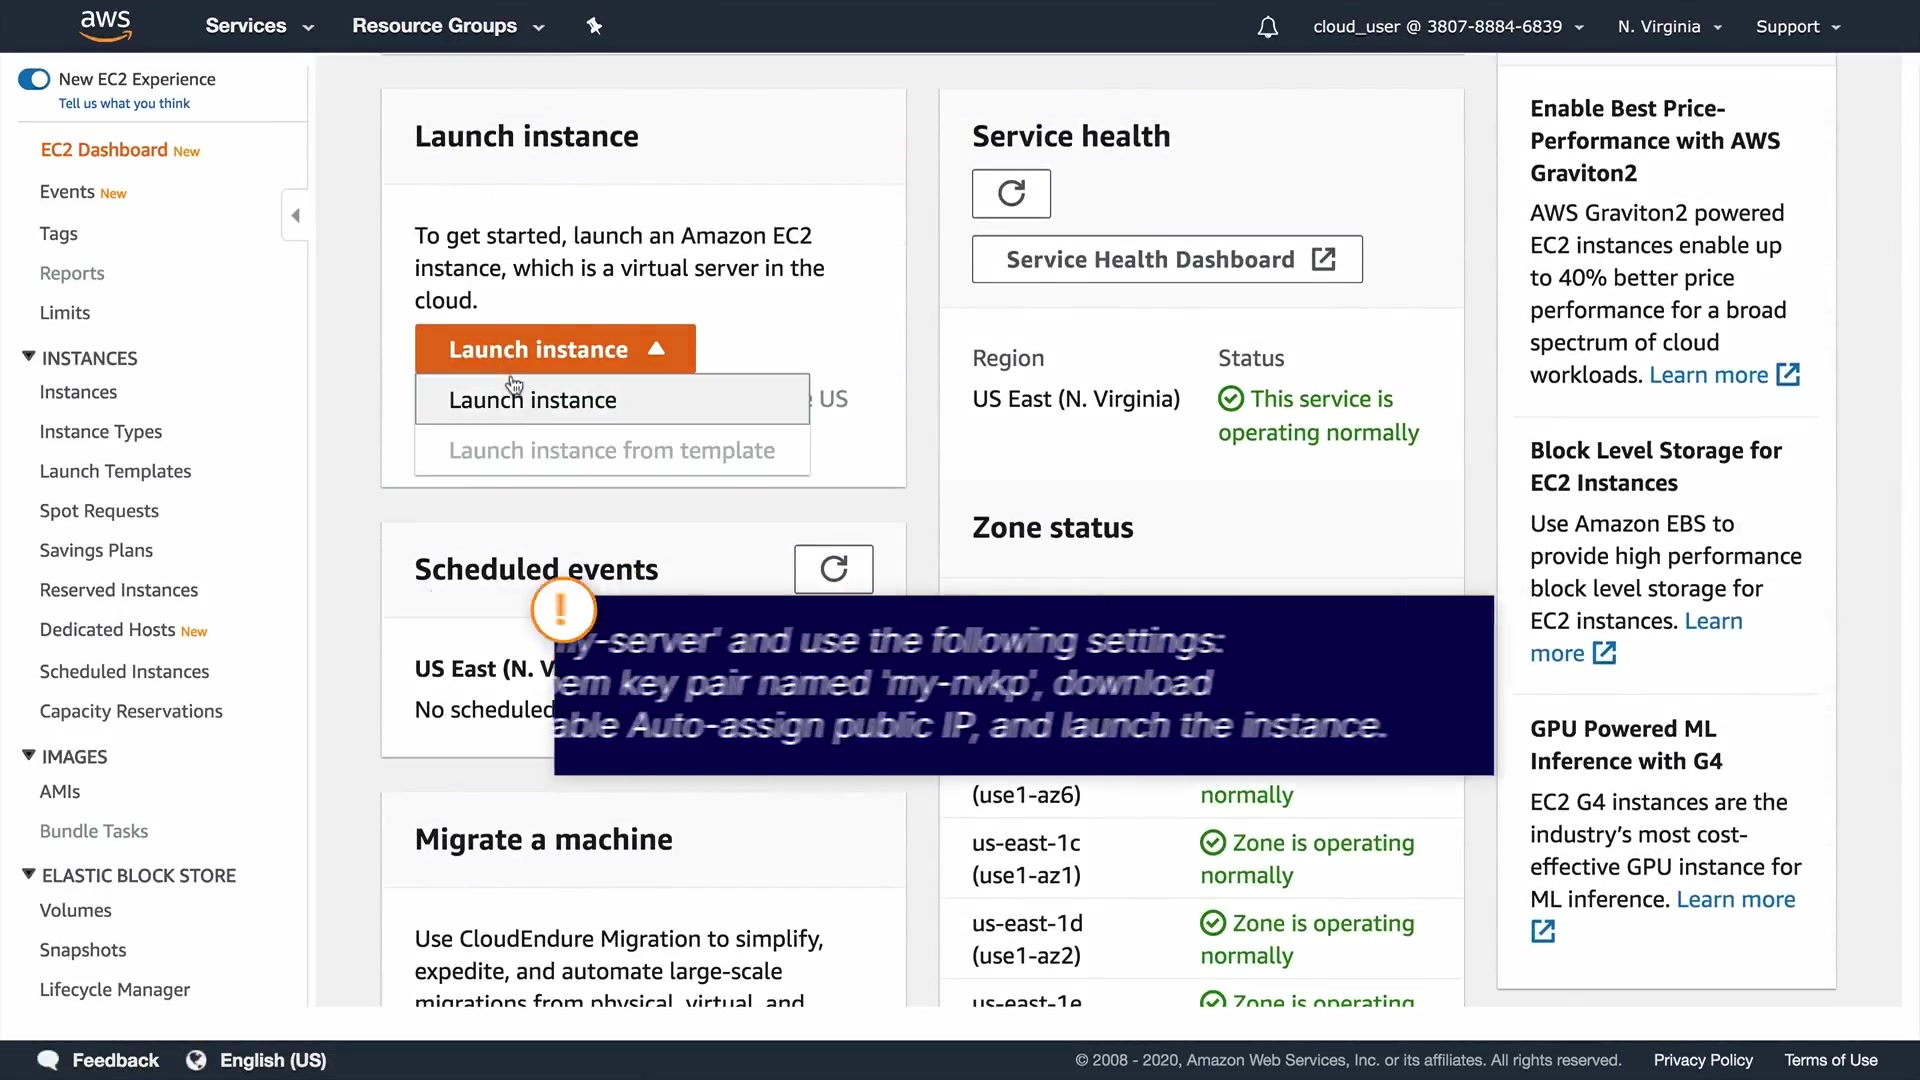 aws
Services
Resource Groups
cloud_user @ 3807-8884-6839
N. Virginia
Support
New EC2 Experience
Tell us what you think
EC2 Dashboard New
Events New
Tags
Reports
Limits
INSTANCES
Instances
Instance Types
Launch Templates
Spot Requests
Savings Plans
Reserved Instances
Dedicated Hosts New
Scheduled Instances
Capacity Reservations
IMAGES
AMIs
Bundle Tasks
ELASTIC BLOCK STORE
Volumes
Snapshots
Lifecycle Manager
Launch instance
To get started, launch an Amazon EC2
instance, which is a virtual server in the
cloud.
Launch instance
Launch instance
US
Launch instance from template
Scheduled events
US East (N. V
No scheduled
!
y-server' and use the following settings:
em key pair named 'my-nvkp', download
able Auto-assign public IP, and launch the instance.
Migrate a machine
Use CloudEndure Migration to simplify,
expedite, and automate large-scale
migrations from physical, virtual, and
Service health
Service Health Dashboard
Region
Status
US East (N. Virginia)
This service is
operating normally
Zone status
(use1-az6)
normally
us-east-1c
(use1-az1)
Zone is operating
normally
us-east-1d
(use1-az2)
Zone is operating
normally
us-east-1e
Zone is operating
Enable Best Price-
Performance with AWS
Graviton2
AWS Graviton2 powered
EC2 instances enable up
to 40% better price
performance for a broad
spectrum of cloud
workloads. Learn more
Block Level Storage for
EC2 Instances
Use Amazon EBS to
provide high performance
block level storage for
EC2 instances. Learn
more
GPU Powered ML
Inference with G4
EC2 G4 instances are the
industry's most cost-
effective GPU instance for
ML inference. Learn more
Feedback
English (US)
© 2008 - 2020, Amazon Web Services, Inc. or its affiliates. All rights reserved.
Privacy Policy
Terms of Use